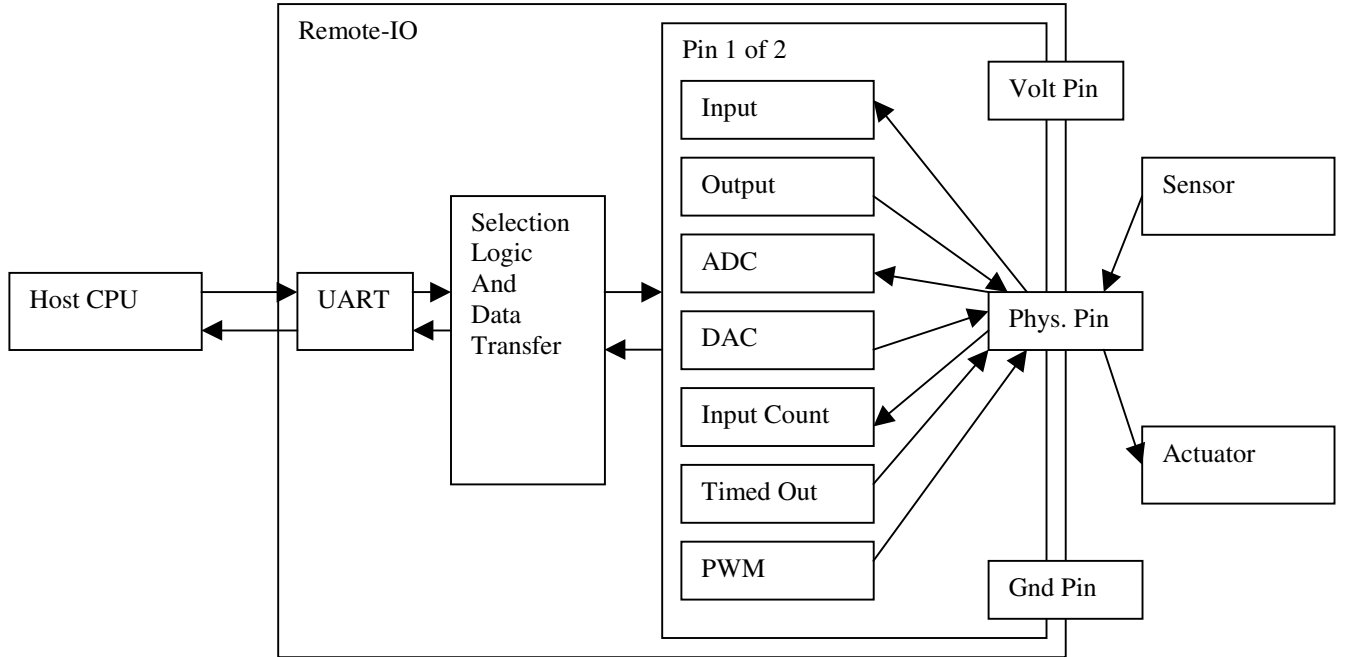 Remote-IO
Pin 1 of 2
Volt Pin
Input
Output
Sensor
Selection
Logic
And
Data
Transfer
ADC
Host CPU
UART
Phys. Pin
DAC
Input Count
Actuator
Timed Out
PWM
Gnd Pin